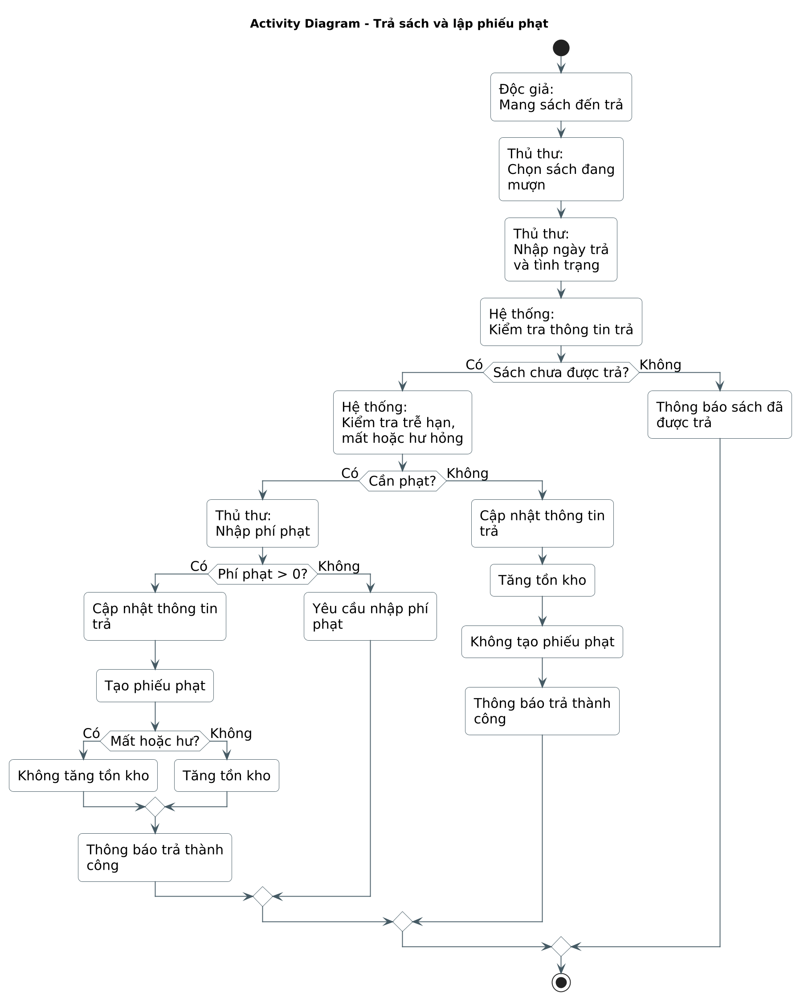 Activity Diagram - Trả sách và lập phiếu phạt
Độc giả:
Mang sách đến trả
Thủ thư:
Chọn sách đang
mượn
Thủ thư:
Nhập ngày trả
và tình trạng
Hệ thống:
Kiểm tra thông tin trả
Có
Sách chưa được trả?
Không
Hệ thống:
Kiểm tra trễ hạn,
mất hoặc hư hỏng
Thông báo sách đã
được trả
Có
Cần phạt?
Không
Thủ thư:
Nhập phí phạt
Cập nhật thông tin
trả
Có
Phí phạt > 0?
Không
Tăng tồn kho
Cập nhật thông tin
trả
Yêu cầu nhập phí
phạt
Không tạo phiếu phạt
Tạo phiếu phạt
Thông báo trả thành
công
Có
Mất hoặc hư?
Không
Không tăng tồn kho
Tăng tồn kho
Thông báo trả thành
công